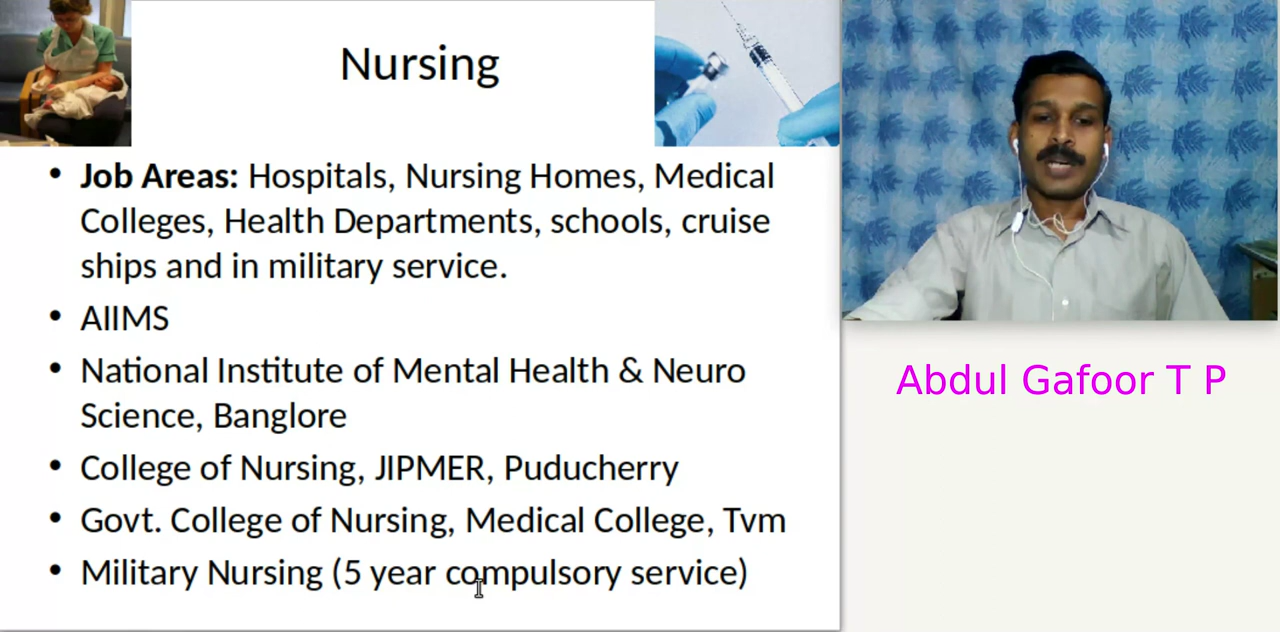 Nursing
• Job Areas: Hospitals, Nursing Homes, Medical
Colleges, Health Departments, schools, cruise
ships and in military service.
• AIIMS
• National Institute of Mental Health & Neuro
Science, Banglore
• College of Nursing, JIPMER, Puducherry
• Govt. College of Nursing, Medical College, Tvm
• Military Nursing (5 year compulsory service)
Abdul Gafoor T P